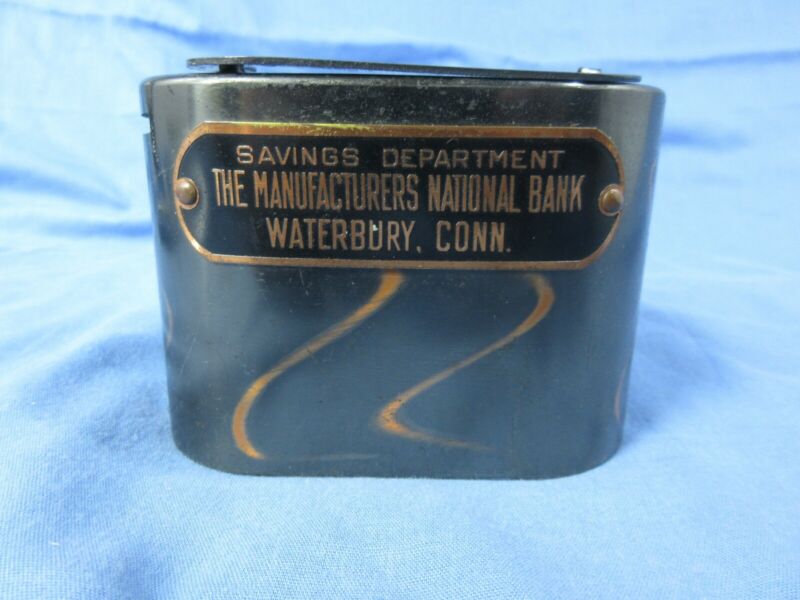 SAVINGS DEPARTMENT
THE MANUFACTURERS NATIONAL BANK
WATERBURY, CONN.